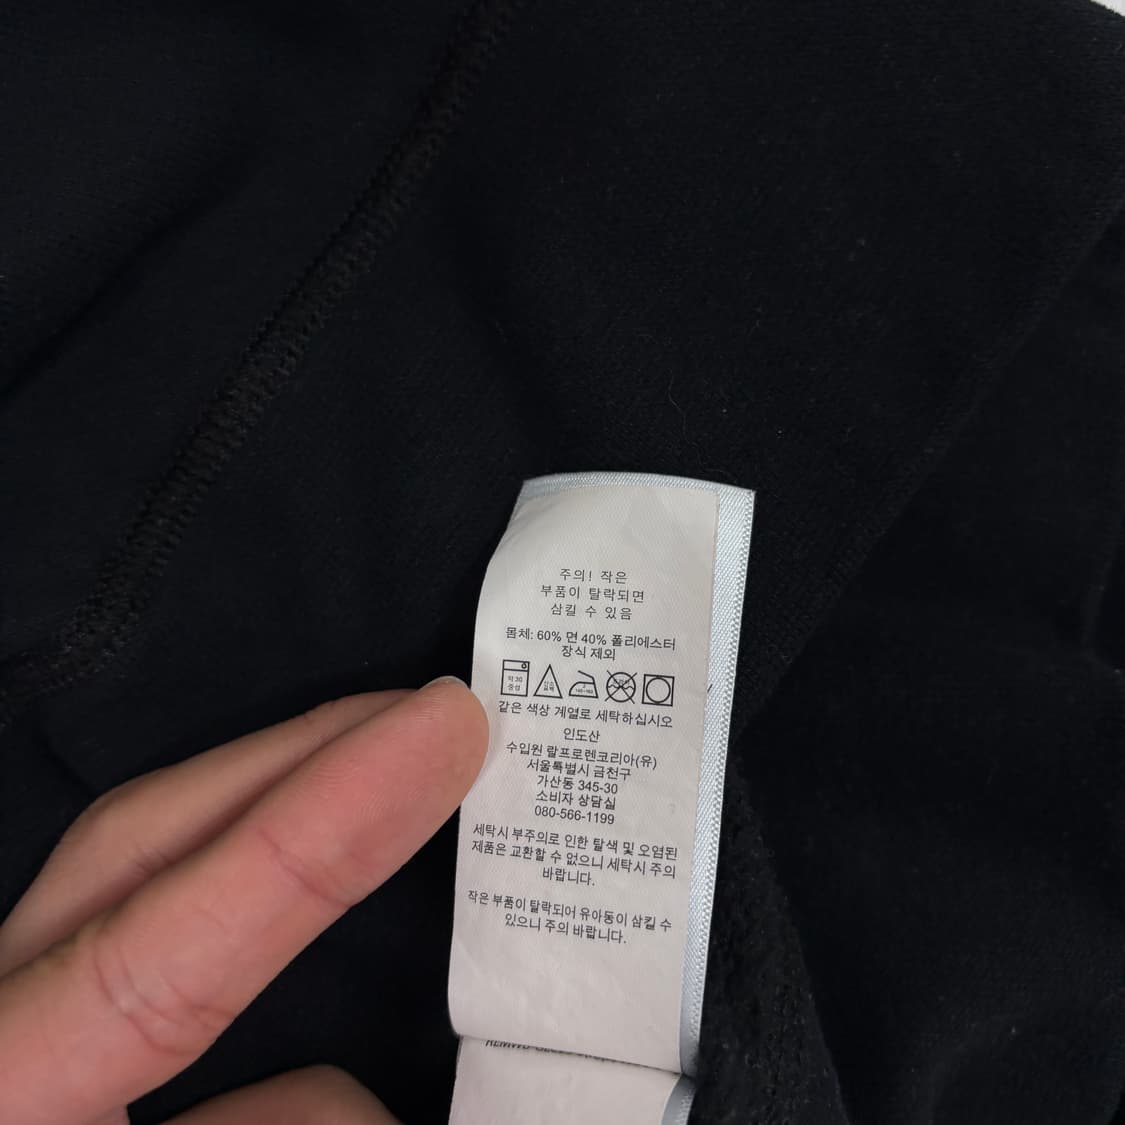 주의! 작은
부품이 탈락되면
삼킬 수 있음
몸체: 60% 면 40% 폴리에스터
장식 제외
약 30
중성
같은 색상 계열로 세탁하십시오
인도산
수입원 랄프로렌코리아(유)
서울특별시 금천구
가산동 345-30
소비자 상담실
080-566-1199
세탁시 부주의로 인한 탈색 및 오염된
제품은 교환할 수 없으니 세탁시 주의
바랍니다.
작은 부품이 탈락되어 유아동이 삼킬 수
있으니 주의 바랍니다.